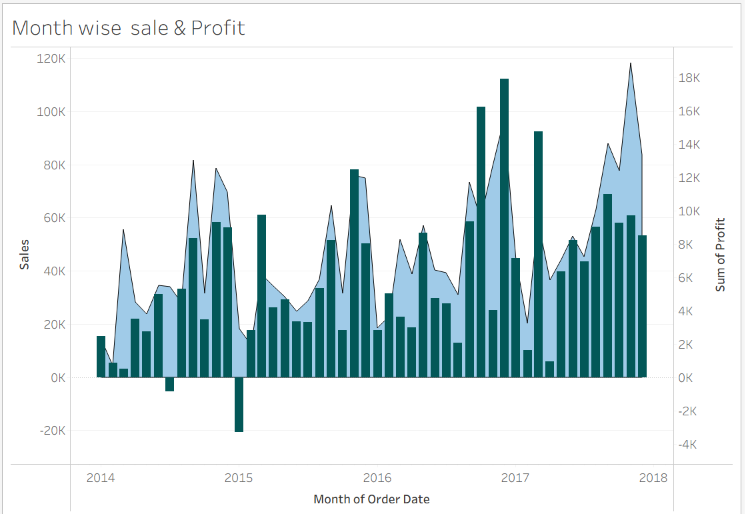 Month wise  sale & Profit
120K
100K
80K
60K
40K
20K
0K
-20K
Sales
18K
16K
14K
12K
10K
8K
6K
4K
2K
0K
-2K
-4K
Sum of Profit
2014 2015 2016 2017 2018
Month of Order Date